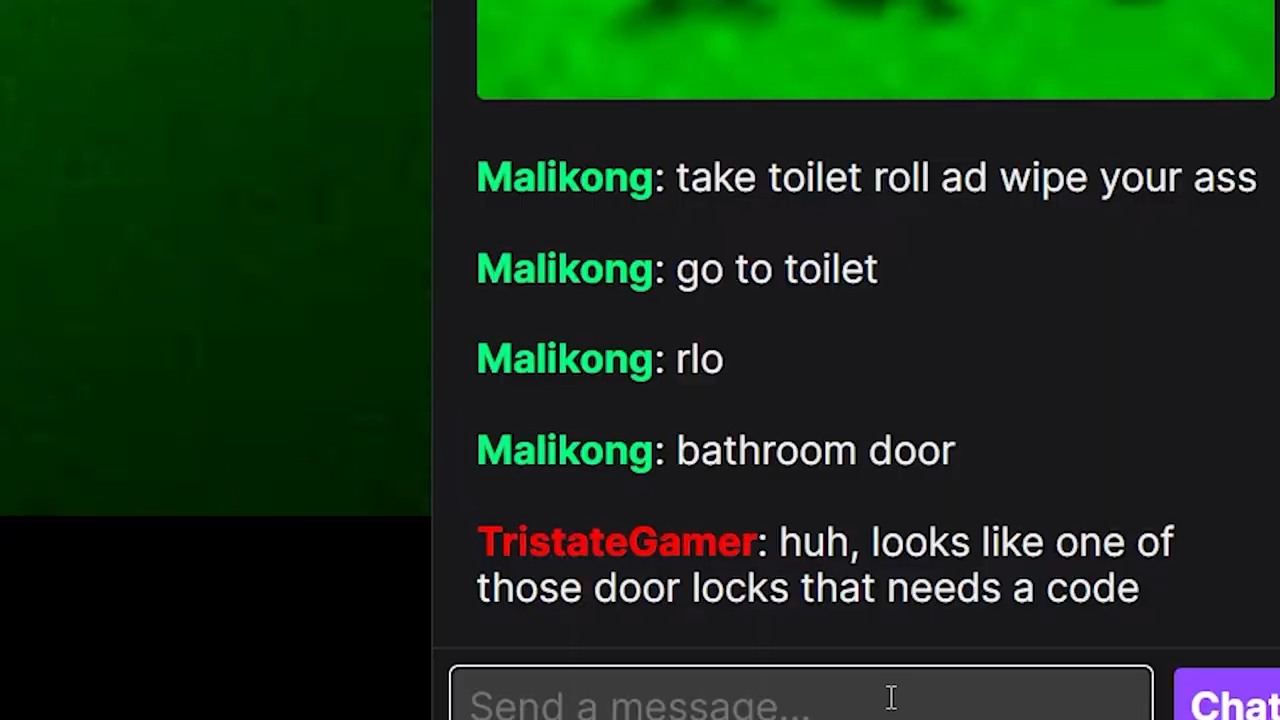 Malikong: take toilet roll ad wipe your ass
Malikong: go to toilet
Malikong: rlo
Malikong: bathroom door
TristateGamer: huh, looks like one of
those door locks that needs a code
Send a message...
Chat